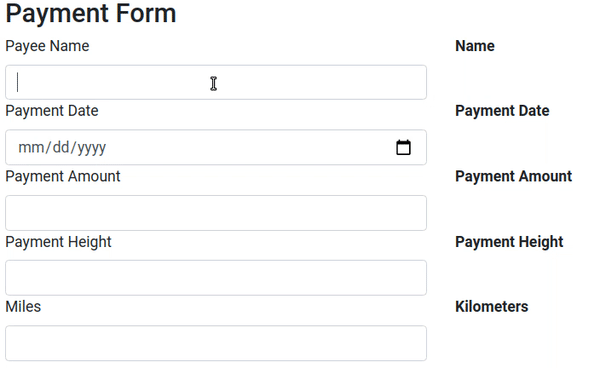 Payment Form
Payee Name
Name
Payment Date
Payment Date
mm/dd/yyyy
Payment Amount
Payment Amount
Payment Height
Payment Height
Miles
Kilometers